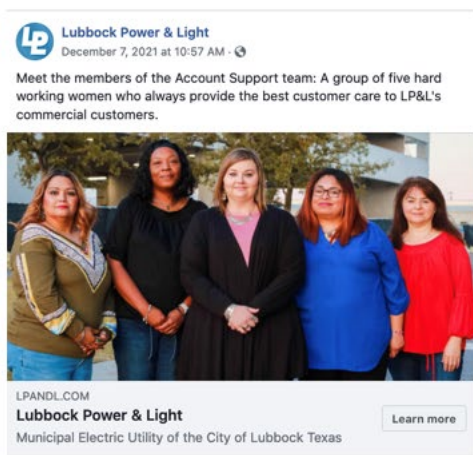 LP
Lubbock Power & Light
December 7, 2021 at 10:57 AM ·
Meet the members of the Account Support team: A group of five hard
working women who always provide the best customer care to LP&L's
commercial customers.
LPANDL.COM
Lubbock Power & Light
Learn more
Municipal Electric Utility of the City of Lubbock Texas